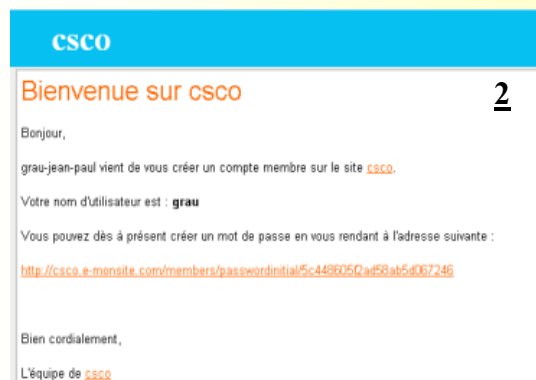 csco
Bienvenue sur csco
2
Bonjour,
grau-jean-paul vient de vous créer un compte membre sur le site csco.
Votre nom d'utilisateur est : grau
Vous pouvez dès à présent créer un mot de passe en vous rendant à l'adresse suivante :
http://csco.e-monsite.com/members/passwordinitial/5c448605f2ad58ab5d067246
Bien cordialement,
L'équipe de csco